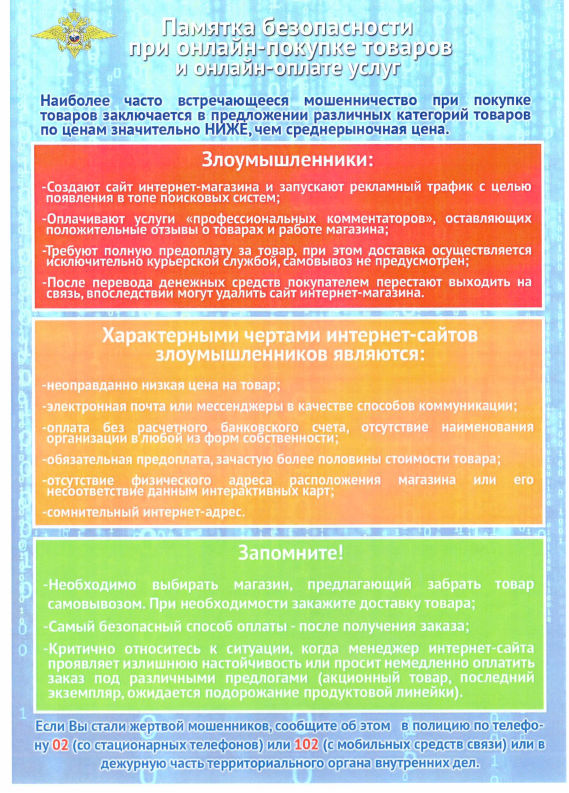 Памятка безопасности
при онлайн-покупке товаров
и онлайн-оплате услуг
Наиболее часто встречающееся мошенничество при покупке
товаров заключается в предложении различных категорий товаров
по ценам значительно НИЖЕ, чем среднерыночная цена.
Злоумышленники:
-Создают сайт интернет-магазина и запускают рекламный трафик с целью
появления в топе поисковых систем;
-Оплачивают услуги «профессиональных комментаторов», оставляющих
положительные отзывы о товарах и работе магазина;
-Требуют полную предоплату за товар, при этом доставка осуществляется
исключительно курьерской службой, самовывоз не предусмотрен;
-После перевода денежных средств покупателем перестают выходить на
связь, впоследствии могут удалить сайт интернет-магазина.
Характерными чертами интернет-сайтов
злоумышленников являются:
-неоправданно низкая цена на товар;
-электронная почта или мессенджеры в качестве способов коммуникации;
-оплата без расчетного банковского счета, отсутствие наименования
организации в любой из форм собственности;
-обязательная предоплата, зачастую более половины стоимости товара;
-отсутствие физического адреса расположения магазина или его
несоответствие данным интерактивных карт;
-сомнительный интернет-адрес.
Запомните!
-Необходимо выбирать магазин, предлагающий забрать товар
самовывозом. При необходимости закажите доставку товара;
-Самый безопасный способ оплаты - после получения заказа;
-Критично относитесь к ситуации, когда менеджер интернет-сайта
проявляет излишнюю настойчивость или просит немедленно оплатить
заказ под различными предлогами (акционный товар, последний
экземпляр, ожидается подорожание продуктовой линейки).
Если Вы стали жертвой мошенников, сообщите об этом в полицию по телефо-
ну 02 (со стационарных телефонов) или 102 (с мобильных средств связи) или в
дежурную часть территориального органа внутренних дел.